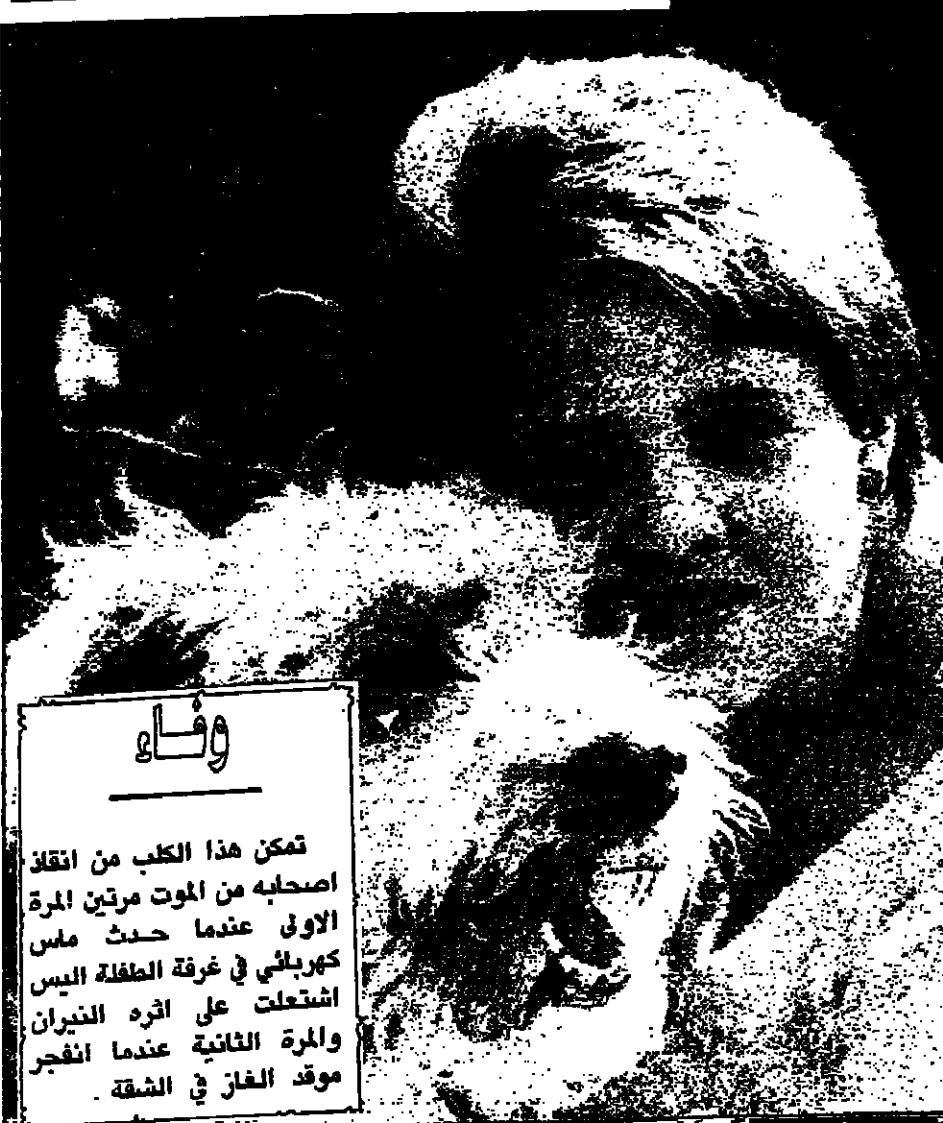 وفاء
تمكن هذا الكلب من انقاذ
اصحابه من الموت مرتين المرة
الاولى عندما حدث ماس
كهربائي في غرفة الطفلة اليس
اشتعلت على اثره النيران
والمرة الثانية عندما انفجر
موقد الغاز في الشقة .